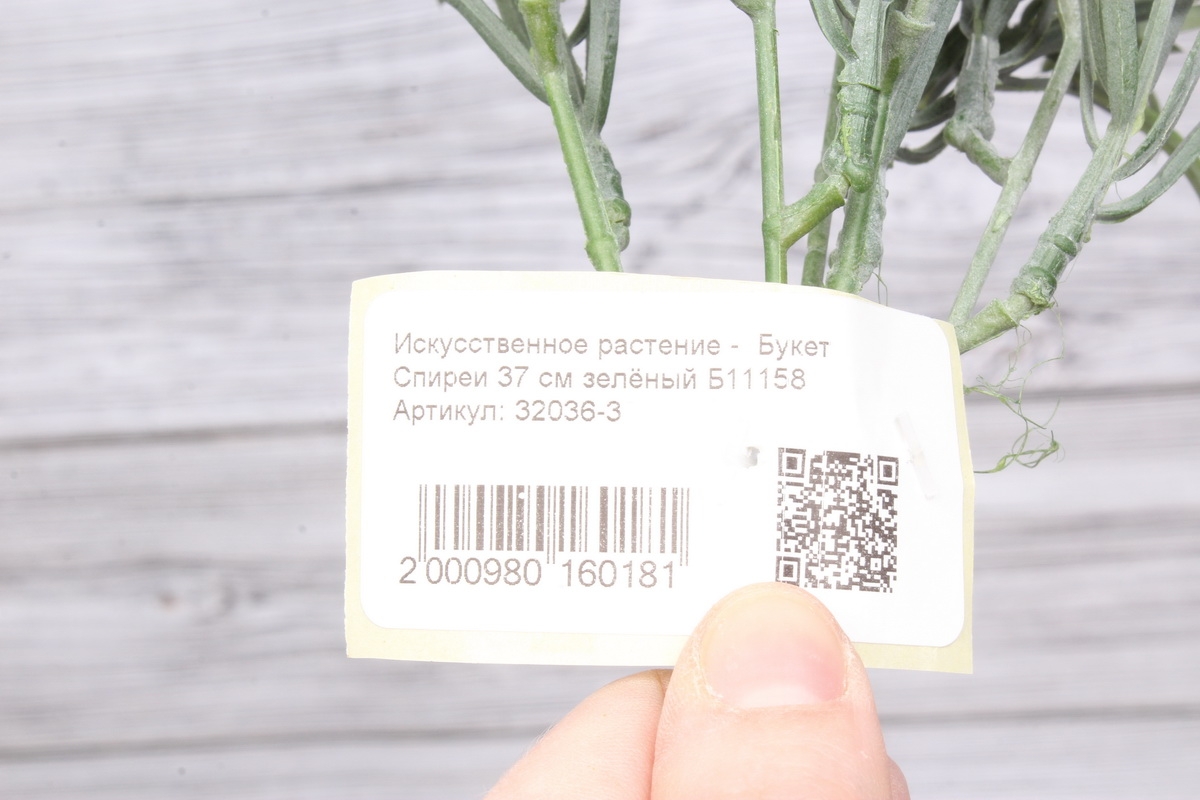 Искусственное растение - Букет
Спиреи 37 см зелёный Б11158
Артикул: 32036-3
2 000980 160181